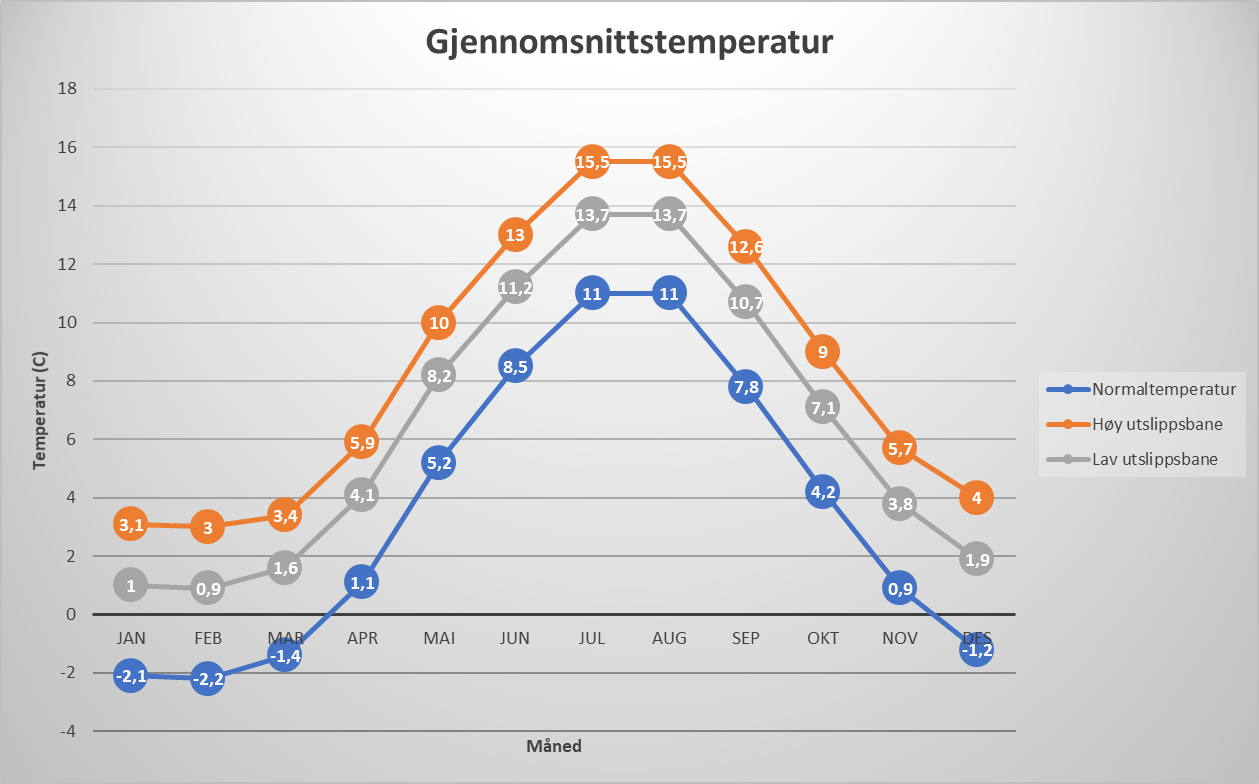 Gjennomsnittstemperatur
18
16
14
12
10
8
6
4
2
0
-2
-4
Temperatur (C)
15,5 15,5
13,7 13,7
13 12,6
11,2 11 11 10,7
10 9
8,2 8,5 7,8 7,1
5,9 5,7
5,2 4,2 4
4,1 3,8
3,1 3 3,4
1 0,9 1,6 1,1 0,9 1,9
JAN FEB MAR APR MAI JUN JUL AUG SEP OKT NOV DES
-2,1 -2,2 -1,4 -1,2
Måned
Normaltemperatur
Høy utslippsbane
Lav utslippsbane